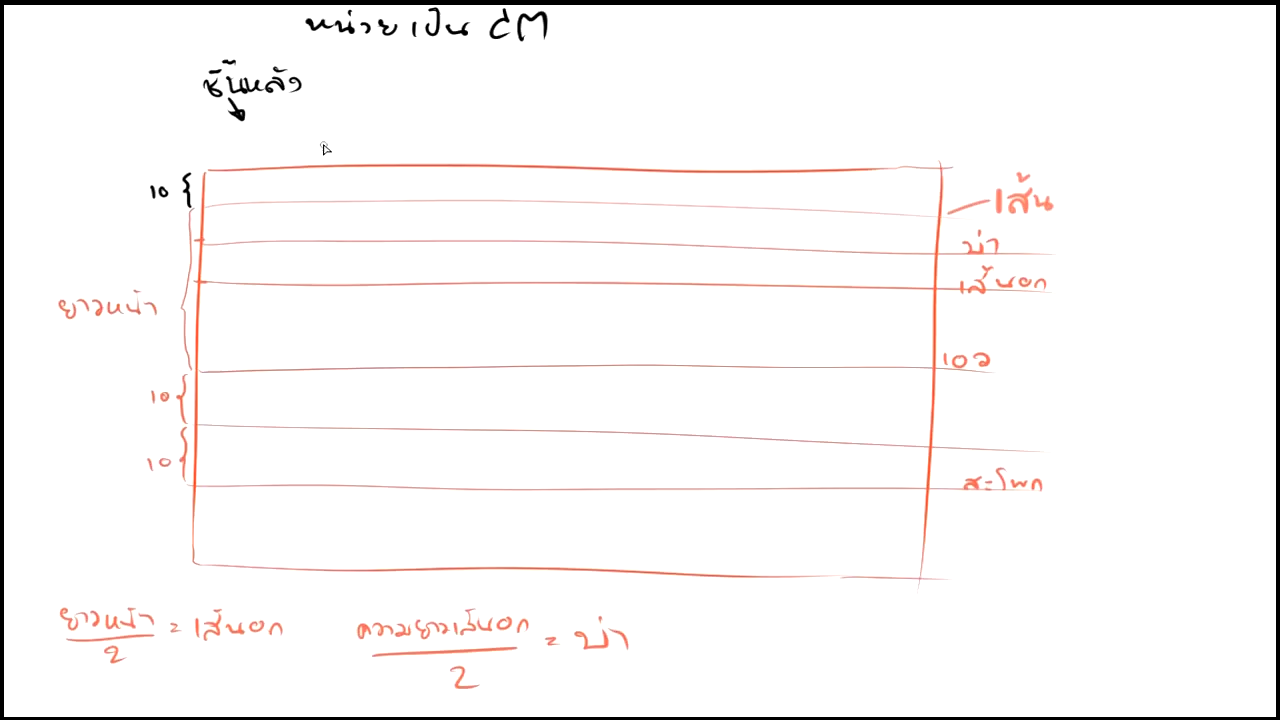 หน่วยเป็น CM
ชิ้นหลัง
10
เส้น
บ่า
เส้นอก
ยาวหน้า
เอว
10
10
สะโพก
ยาวหน้า
2
= เส้นอก
ความยาวเส้นอก
2
= บ่า